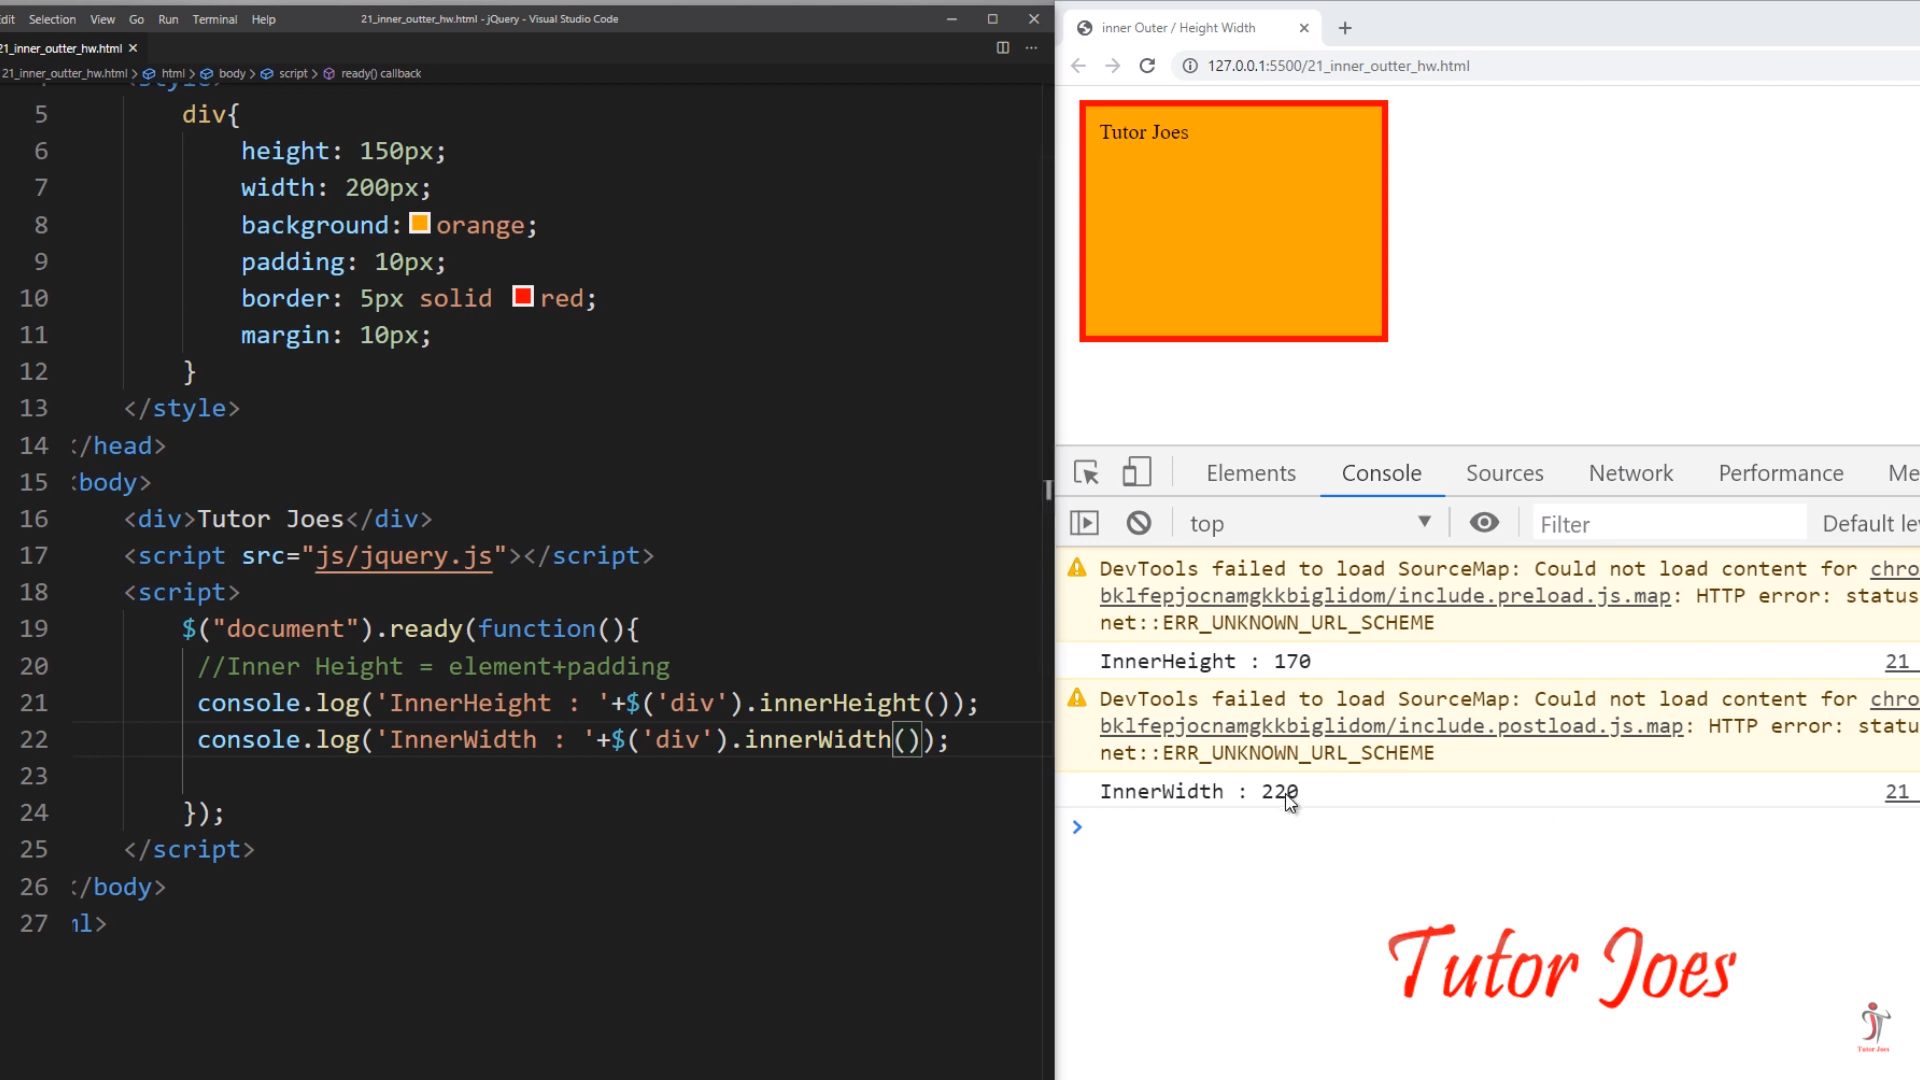 Selection View Go Run Terminal Help
21_inner_outter_hw.html - jQuery - Visual Studio Code
21_inner_outter_hw.html
21_inner_outter_hw.html > html > body > script > ready() callback
5 div{
6 height: 150px;
7 width: 200px;
8 background: orange;
9 padding: 10px;
10 border: 5px solid red;
11 margin: 10px;
12 }
13 </style>
14 </head>
15 <body>
16 <div>Tutor Joes</div>
17 <script src="js/jquery.js"></script>
18 <script>
19 $("document").ready(function(){
20 //Inner Height = element+padding
21 console.log('InnerHeight : '+$('div').innerHeight());
22 console.log('InnerWidth : '+$('div').innerWidth());
23
24 });
25 </script>
26 </body>
27 ml>
inner Outer / Height Width
127.0.0.1:5500/21_inner_outter_hw.html
Tutor Joes
Elements Console Sources Network Performance Me
top Filter Default le
DevTools failed to load SourceMap: Could not load content for chro
bklfepjocnamgkkbiglidom/include.preload.js.map: HTTP error: status
net::ERR_UNKNOWN_URL_SCHEME
InnerHeight : 170 21_
DevTools failed to load SourceMap: Could not load content for chro
bklfepjocnamgkkbiglidom/include.postload.js.map: HTTP error: statu
net::ERR_UNKNOWN_URL_SCHEME
InnerWidth : 220 21_
Tutor Joes
Tutor Joes